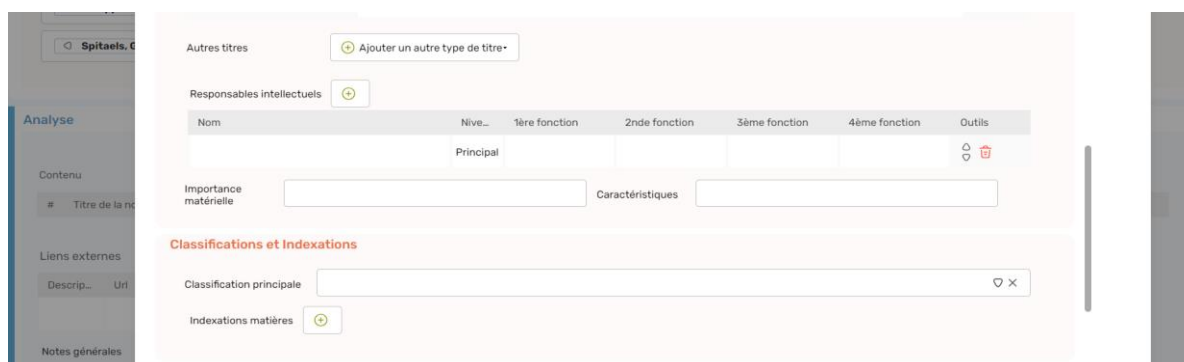 Spitaels, G
Autres titres
Ajouter un autre type de titre
Responsables intellectuels
Analyse
Nom Nive... 1ère fonction 2nde fonction 3ème fonction 4ème fonction Outils
Principal
Contenu
Importance
matérielle
Caractéristiques
# Titre de la no
Classifications et Indexations
Liens externes
Descrip... Url
Classification principale
Indexations matières
Notes générales